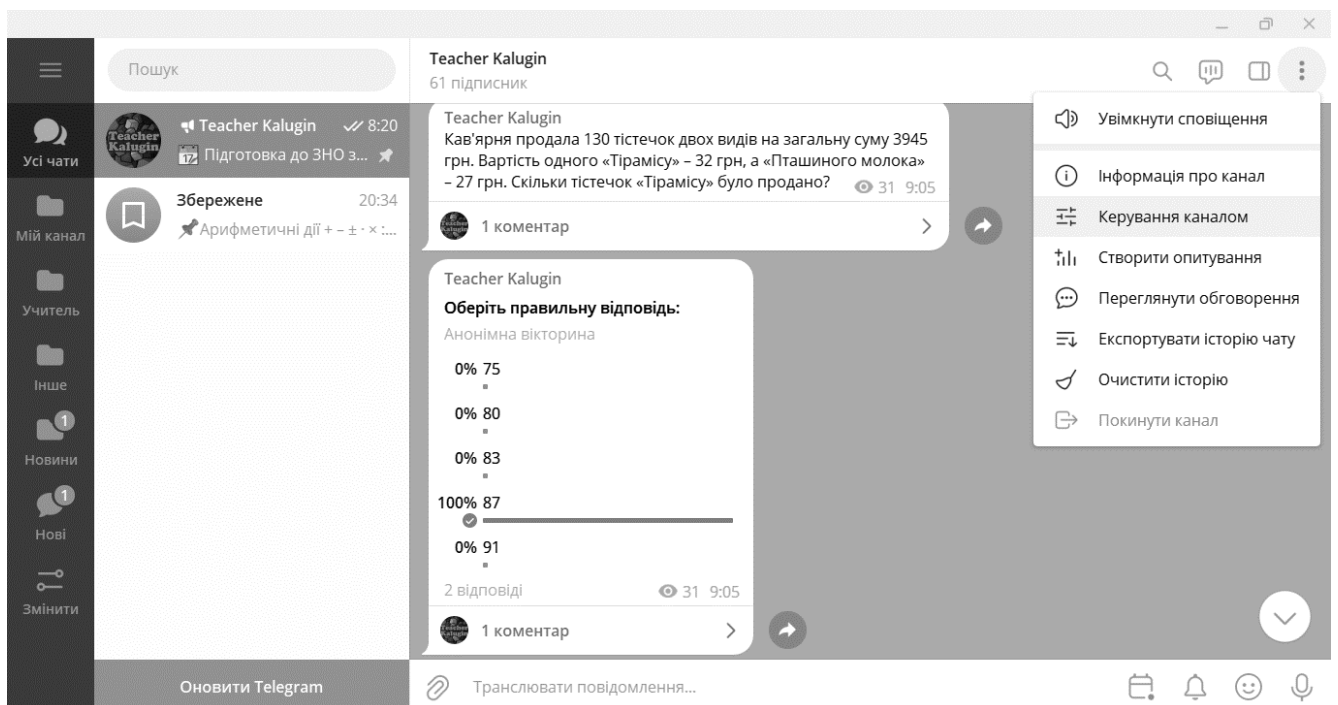 Пошук
Усі чати
Мій канал
Учитель
Інше
1
Новини
1
Нові
Змінити
Teacher Kalugin
Teacher Kalugin 8:20
17 Підготовка до ЗНО з...
Збережене 20:34
Арифметичні дії + – ± · × :...
Оновити Telegram
Teacher Kalugin
61 підписник
Teacher Kalugin
Кав'ярня продала 130 тістечок двох видів на загальну суму 3945
грн. Вартість одного «Тірамісу» – 32 грн, а «Пташиного молока»
– 27 грн. Скільки тістечок «Тірамісу» було продано? 31 9:05
1 коментар
Teacher Kalugin
Оберіть правильну відповідь:
Анонімна вікторина
0% 75
0% 80
0% 83
100% 87
0% 91
2 відповіді 31 9:05
1 коментар
Транслювати повідомлення...
Увімкнути сповіщення
Інформація про канал
Керування каналом
Створити опитування
Переглянути обговорення
Експортувати історію чату
Очистити історію
Покинути канал